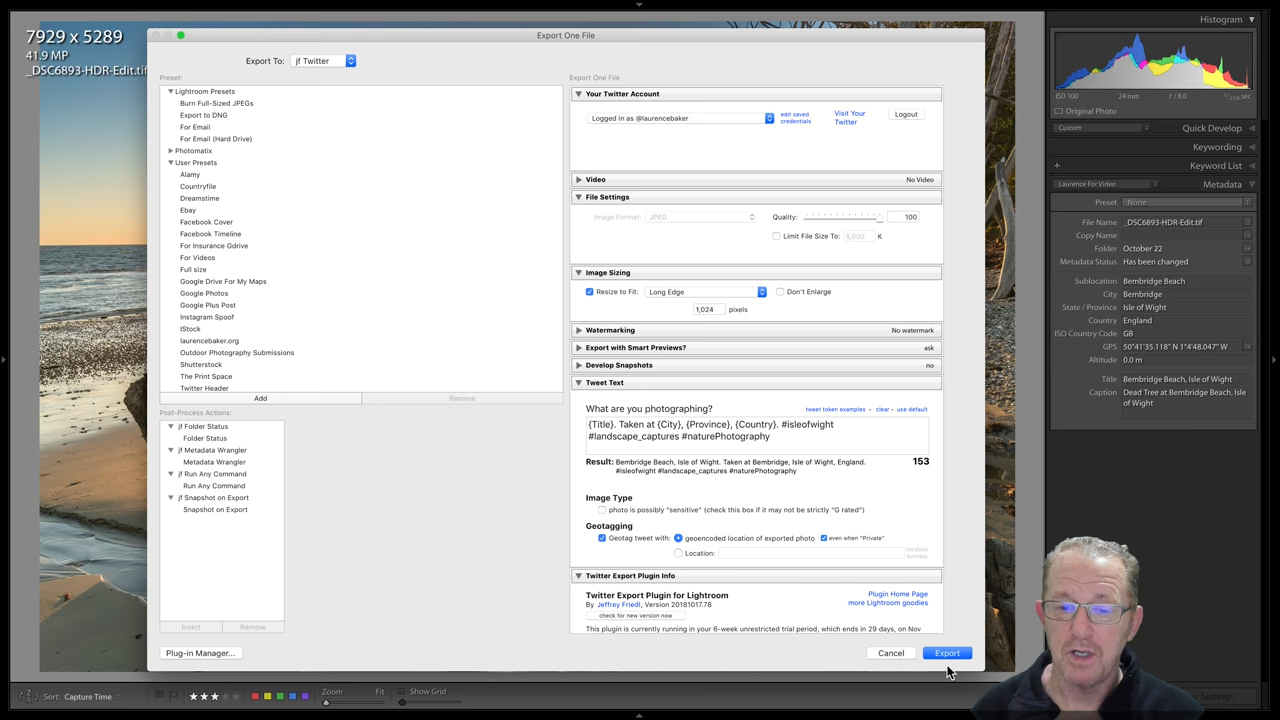 7929 x 5289
41.9 MP
_DSC6893-HDR-Edit.tif
Export One File
Export To: jf Twitter
Preset:
Lightroom Presets
Burn Full-Sized JPEGs
Export to DNG
For Email
For Email (Hard Drive)
Photomatix
User Presets
Alamy
Countryfile
Dreamstime
Ebay
Facebook Cover
Facebook Timeline
For Insurance Gdrive
For Videos
Full size
Google Drive For My Maps
Google Photos
Google Plus Post
Instagram Spoof
IStock
laurencebaker.org
Outdoor Photography Submissions
Shutterstock
The Print Space
Twitter Header
Add
Remove
Post-Process Actions:
jf Folder Status
Folder Status
jf Metadata Wrangler
Metadata Wrangler
jf Run Any Command
Run Any Command
jf Snapshot on Export
Snapshot on Export
Insert
Remove
Plug-in Manager...
Export One File
Your Twitter Account
Logged in as @laurencebaker
edit saved
credentials
Visit Your
Twitter
Logout
Video No Video
File Settings
Image Format: JPEG
Quality: 100
Limit File Size To: 5,000 K
Image Sizing
Resize to Fit: Long Edge Don't Enlarge
1,024 pixels
Watermarking No watermark
Export with Smart Previews? ask
Develop Snapshots no
Tweet Text
What are you photographing? tweet token examples • clear • use default
{Title}. Taken at {City}, {Province}, {Country}. #isleofwight
#landscape_captures #naturePhotography
Result: Bembridge Beach, Isle of Wight. Taken at Bembridge, Isle of Wight, England. 153
#isleofwight #landscape_captures #naturePhotography
Image Type
photo is possibly "sensitive" (check this box if it may not be strictly "G rated")
Geotagging
Geotag tweet with: geoencoded location of exported photo even when "Private"
Location: location
formats
Twitter Export Plugin Info
Twitter Export Plugin for Lightroom Plugin Home Page
By Jeffrey Friedl, Version 20181017.78 more Lightroom goodies
check for new version now
This plugin is currently running in your 6-week unrestricted trial period, which ends in 29 days, on Nov
Cancel
Export
Histogram
ISO 100 24 mm ƒ / 8.0
Original Photo
Custom Quick Develop
Keywording
+ Keyword List
Laurence For Video Metadata
Preset None
File Name _DSC6893-HDR-Edit.tif
Copy Name
Folder October 22
Metadata Status Has been changed
Sublocation Bembridge Beach
City Bembridge
State / Province Isle of Wight
Country England
ISO Country Code GB
GPS 50°41'35.118" N 1°4'48.047" W
Altitude 0.0 m
Title Bembridge Beach, Isle of Wight
Caption Dead Tree at Bembridge Beach, Isle
of Wight
Sort: Capture Time
Zoom Fit Show Grid